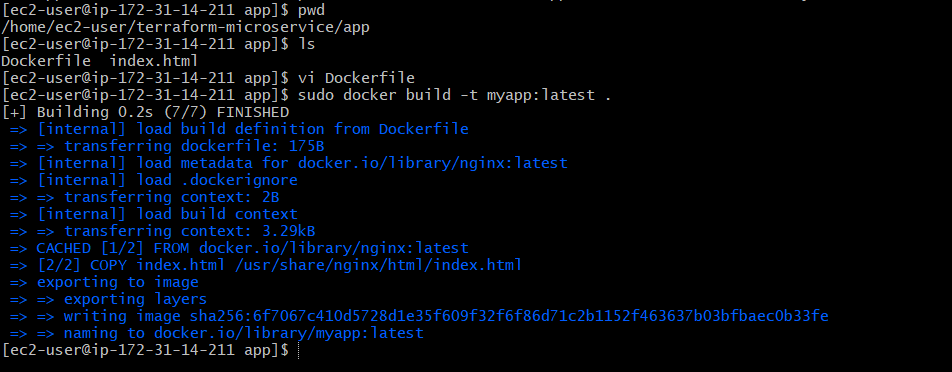 [ec2-user@ip-172-31-14-211 app]$ pwd
/home/ec2-user/terraform-microservice/app
[ec2-user@ip-172-31-14-211 app]$ ls
Dockerfile  index.html
[ec2-user@ip-172-31-14-211 app]$ vi Dockerfile
[ec2-user@ip-172-31-14-211 app]$ sudo docker build -t myapp:latest .
[+] Building 0.2s (7/7) FINISHED
=> [internal] load build definition from Dockerfile
=> => transferring dockerfile: 175B
=> [internal] load metadata for docker.io/library/nginx:latest
=> [internal] load .dockerignore
=> => transferring context: 2B
=> [internal] load build context
=> => transferring context: 3.29kB
=> CACHED [1/2] FROM docker.io/library/nginx:latest
=> [2/2] COPY index.html /usr/share/nginx/html/index.html
=> exporting to image
=> => exporting layers
=> => writing image sha256:6f7067c410d5728d1e35f609f32f6f86d71c2b1152f463637b03bfbaec0b33fe
=> => naming to docker.io/library/myapp:latest
[ec2-user@ip-172-31-14-211 app]$